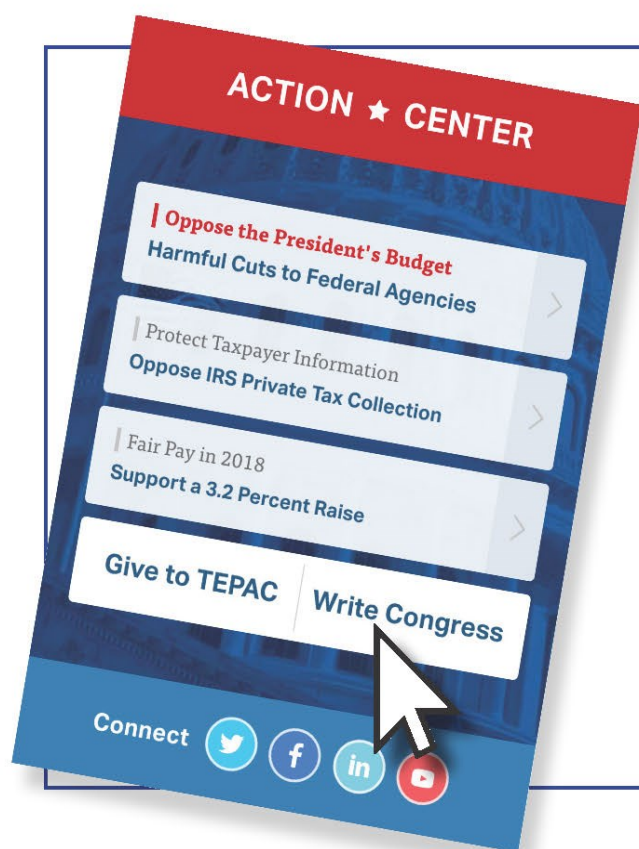 ACTION ★ CENTER
Oppose the President's Budget
Harmful Cuts to Federal Agencies
Protect Taxpayer Information
Oppose IRS Private Tax Collection
Fair Pay in 2018
Support a 3.2 Percent Raise
Give to TEPAC Write Congress
Connect f in